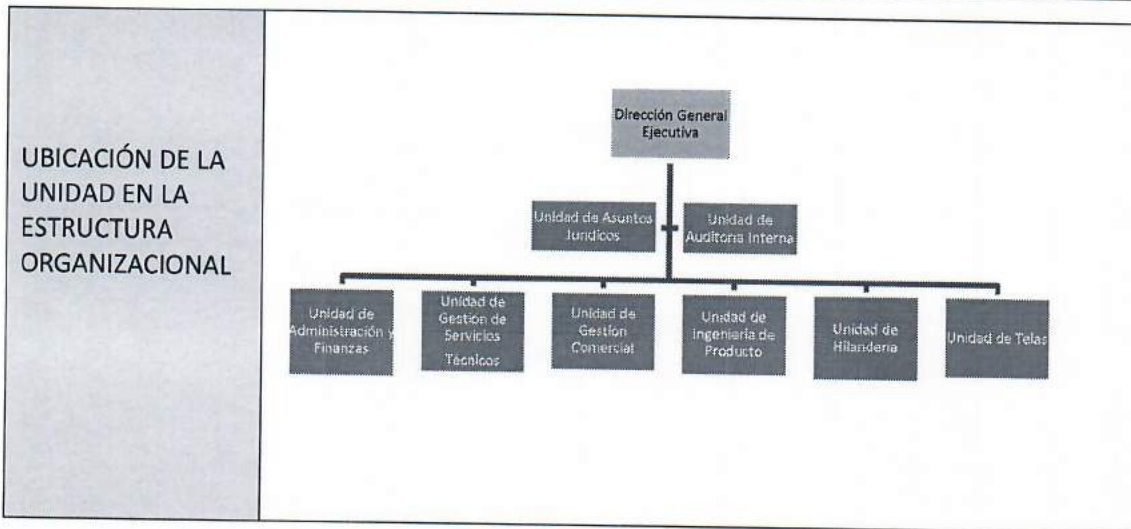 UBICACIÓN DE LA
UNIDAD EN LA
ESTRUCTURA
ORGANIZACIONAL
Dirección General
Ejecutiva
Unidad de Asuntos
Jurídicos
Unidad de
Auditoria Interna
Unidad de
Administración y
Finanzas
Unidad de
Gestión de
Servicios
Técnicos
Unidad de
Gestión
Comercial
Unidad de
Ingeniería de
Producto
Unidad de
Hilandería
Unidad de Telas